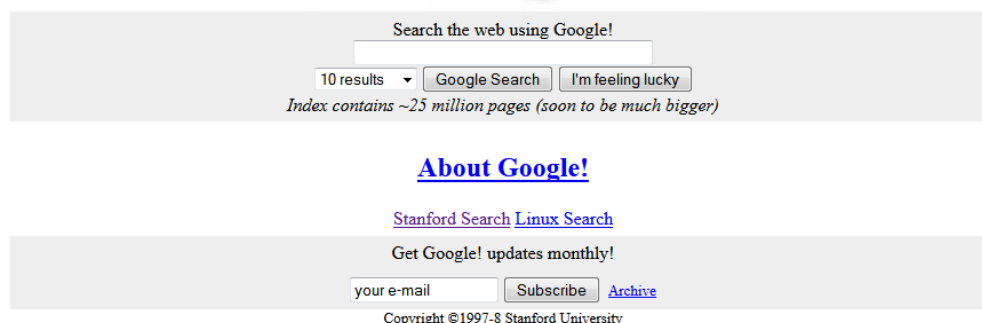 Search the web using Google!
10 results Google Search I'm feeling lucky
Index contains ~25 million pages (soon to be much bigger)
About Google!
Stanford Search Linux Search
Get Google! updates monthly!
your e-mail Subscribe Archive
Copyright ©1997-8 Stanford University